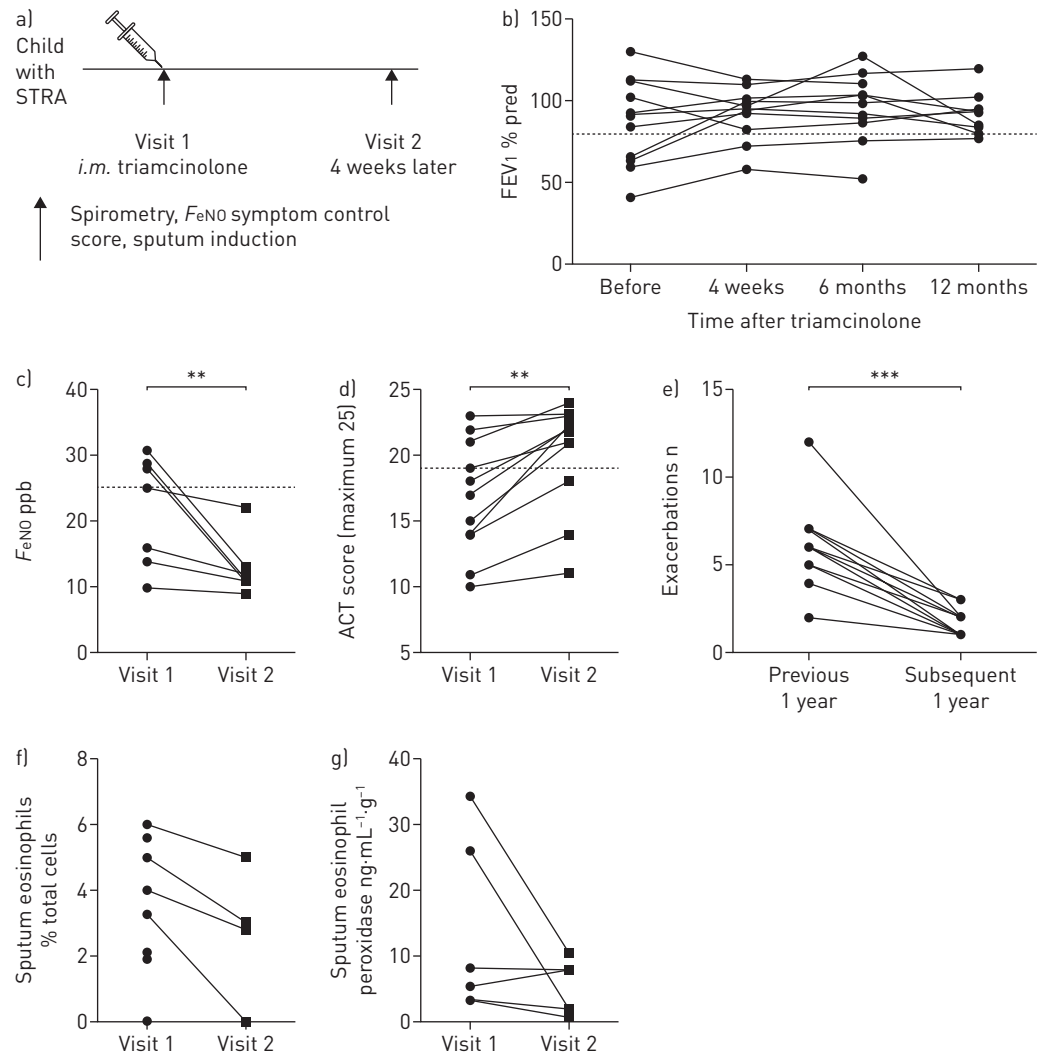 a)
Child
with
STRA
Visit 1
i.m. triamcinolone
Visit 2
4 weeks later
Spirometry, FeNO symptom control
score, sputum induction
b)
FEV1 % pred
150
100
50
0
Before
4 weeks
6 months
12 months
Time after triamcinolone
c)
**
FeNO ppb
40
30
20
10
0
Visit 1
Visit 2
d)
**
ACT score (maximum 25)
25
20
15
10
5
Visit 1
Visit 2
e)
***
Exacerbations n
15
10
5
0
Previous
1 year
Subsequent
1 year
f)
Sputum eosinophils
% total cells
8
6
4
2
0
Visit 1
Visit 2
g)
Sputum eosinophil
peroxidase ng·mL⁻¹·g⁻¹
40
30
20
10
0
Visit 1
Visit 2